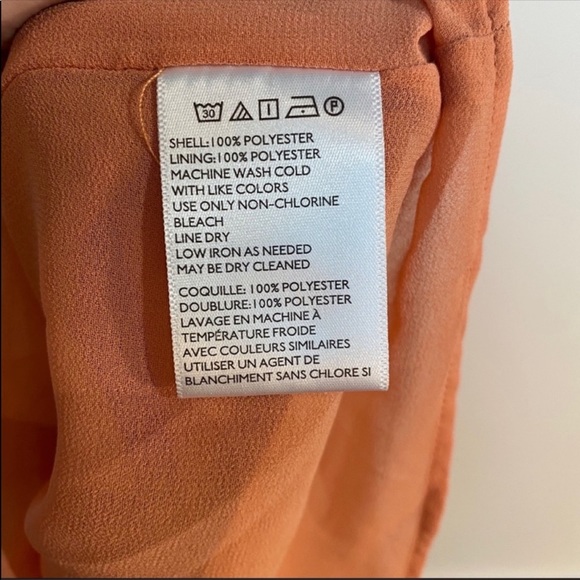 30 P
SHELL:100% POLYESTER
LINING:100% POLYESTER
MACHINE WASH COLD
WITH LIKE COLORS
USE ONLY NON-CHLORINE
BLEACH
LINE DRY
LOW IRON AS NEEDED
MAY BE DRY CLEANED
COQUILLE: 100% POLYESTER
DOUBLURE:100% POLYESTER
LAVAGE EN MACHINE À
TEMPÉRATURE FROIDE
AVEC COULEURS SIMILAIRES
UTILISER UN AGENT DE
BLANCHIMENT SANS CHLORE SI